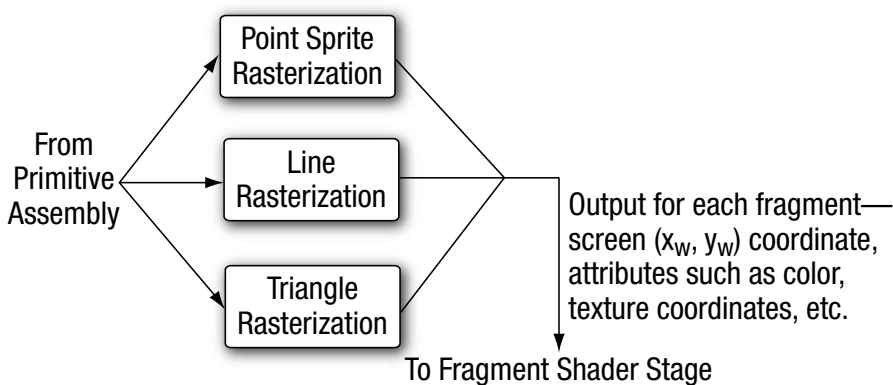 Point Sprite
Rasterization
From
Primitive
Assembly
Line
Rasterization
Triangle
Rasterization
Output for each fragment—
screen (xw, yw) coordinate,
attributes such as color,
texture coordinates, etc.
To Fragment Shader Stage